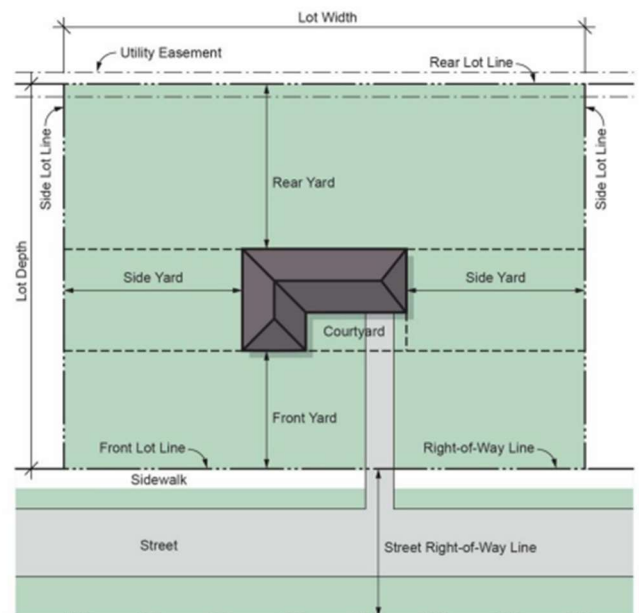 Lot Width
Utility Easement
Rear Lot Line
Side Lot Line
Side Lot Line
Rear Yard
Lot Depth
Side Yard
Side Yard
Courtyard
Front Yard
Front Lot Line
Right-of-Way Line
Sidewalk
Street
Street Right-of-Way Line